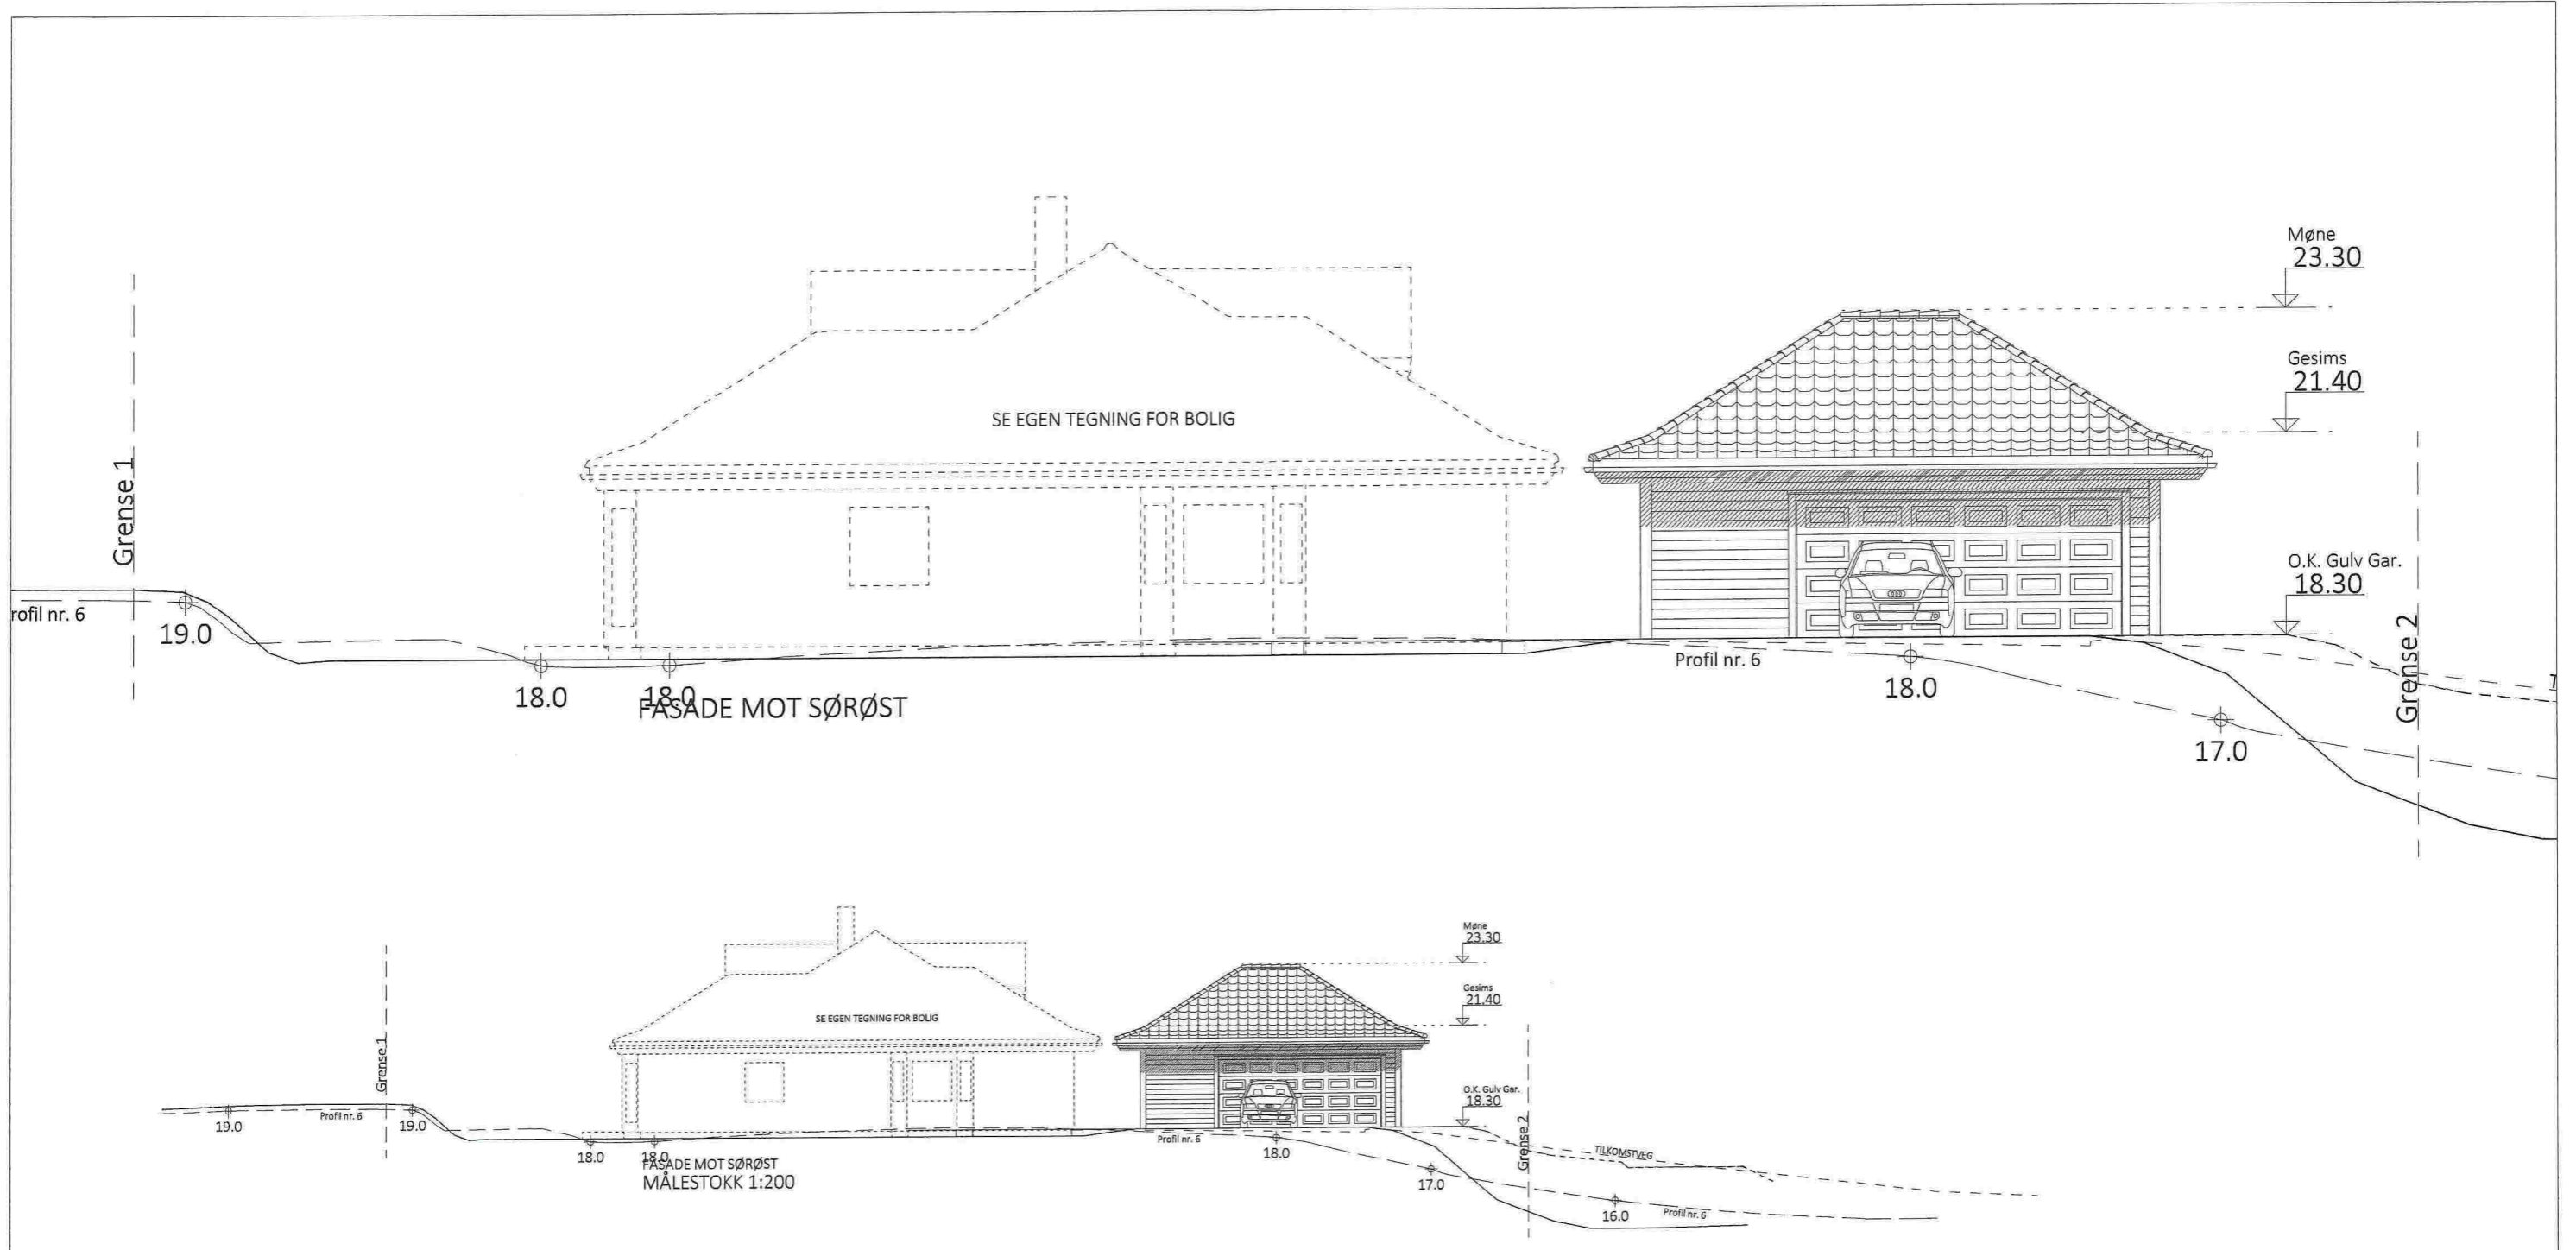 Møne
23.30
Gesims
21.40
SE EGEN TEGNING FOR BOLIG
Grense 1
O.K. Gulv Gar.
18.30
rofil nr. 6
19.0
Profil nr. 6
Grense 2
T
18.0
18.0
18.0
FASADE MOT SØRØST
17.0
Møne
23.30
Gesims
21.40
SE EGEN TEGNING FOR BOLIG
Grense 1
O.K. Gulv Gar.
18.30
19.0
Profil nr. 6
19.0
Profil nr. 6
Grense 2
TILKOMSTVEG
18.0
18.0
18.0
FASADE MOT SØRØST
MÅLESTOKK 1:200
17.0
16.0
Profil nr. 6